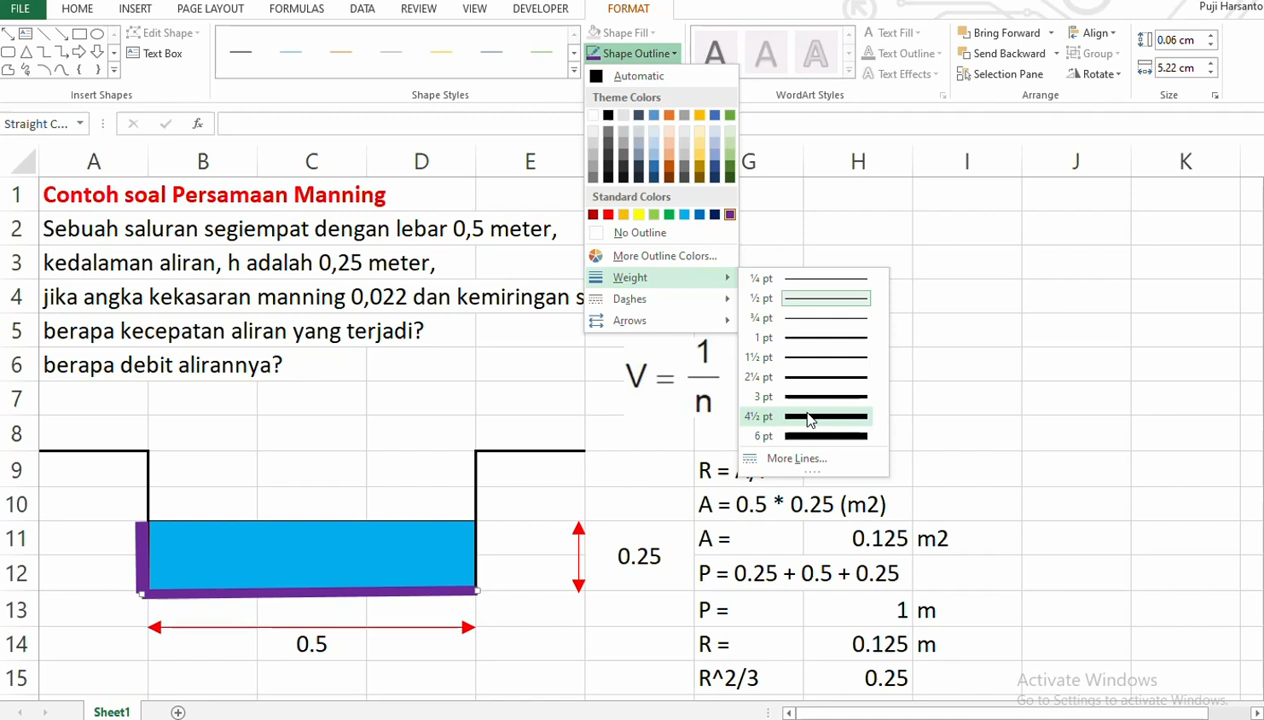 Puji Harsanto
FILE HOME INSERT PAGE LAYOUT FORMULAS DATA REVIEW VIEW DEVELOPER FORMAT
Edit Shape
Text Box
Shape Fill
Shape Outline
A A A
Text Fill
Text Outline
Text Effects
Bring Forward
Send Backward
Selection Pane
Align
Group
Rotate
0.06 cm
5.22 cm
Insert Shapes Shape Styles WordArt Styles Arrange Size
Automatic
Theme Colors
Standard Colors
No Outline
More Outline Colors...
Weight
Dashes
Arrows
¼ pt
½ pt
¾ pt
1 pt
1½ pt
2¼ pt
3 pt
4½ pt
6 pt
More Lines...
Straight C... fx
A B C D E G H I J K
1 Contoh soal Persamaan Manning
2 Sebuah saluran segiempat dengan lebar 0,5 meter,
3 kedalaman aliran, h adalah 0,25 meter,
4 jika angka kekasaran manning 0,022 dan kemiringan s
5 berapa kecepatan aliran yang terjadi?
6 berapa debit alirannya?
7
V = 1
n
8
9 R =
10 A = 0.5 * 0.25 (m2)
11 A = 0.125 m2
0.25
12 P = 0.25 + 0.5 + 0.25
13 P = 1 m
14 0.5 R = 0.125 m
15 R^2/3 0.25
Activate Windows
Go to Settings to activate Windows.
Sheet1